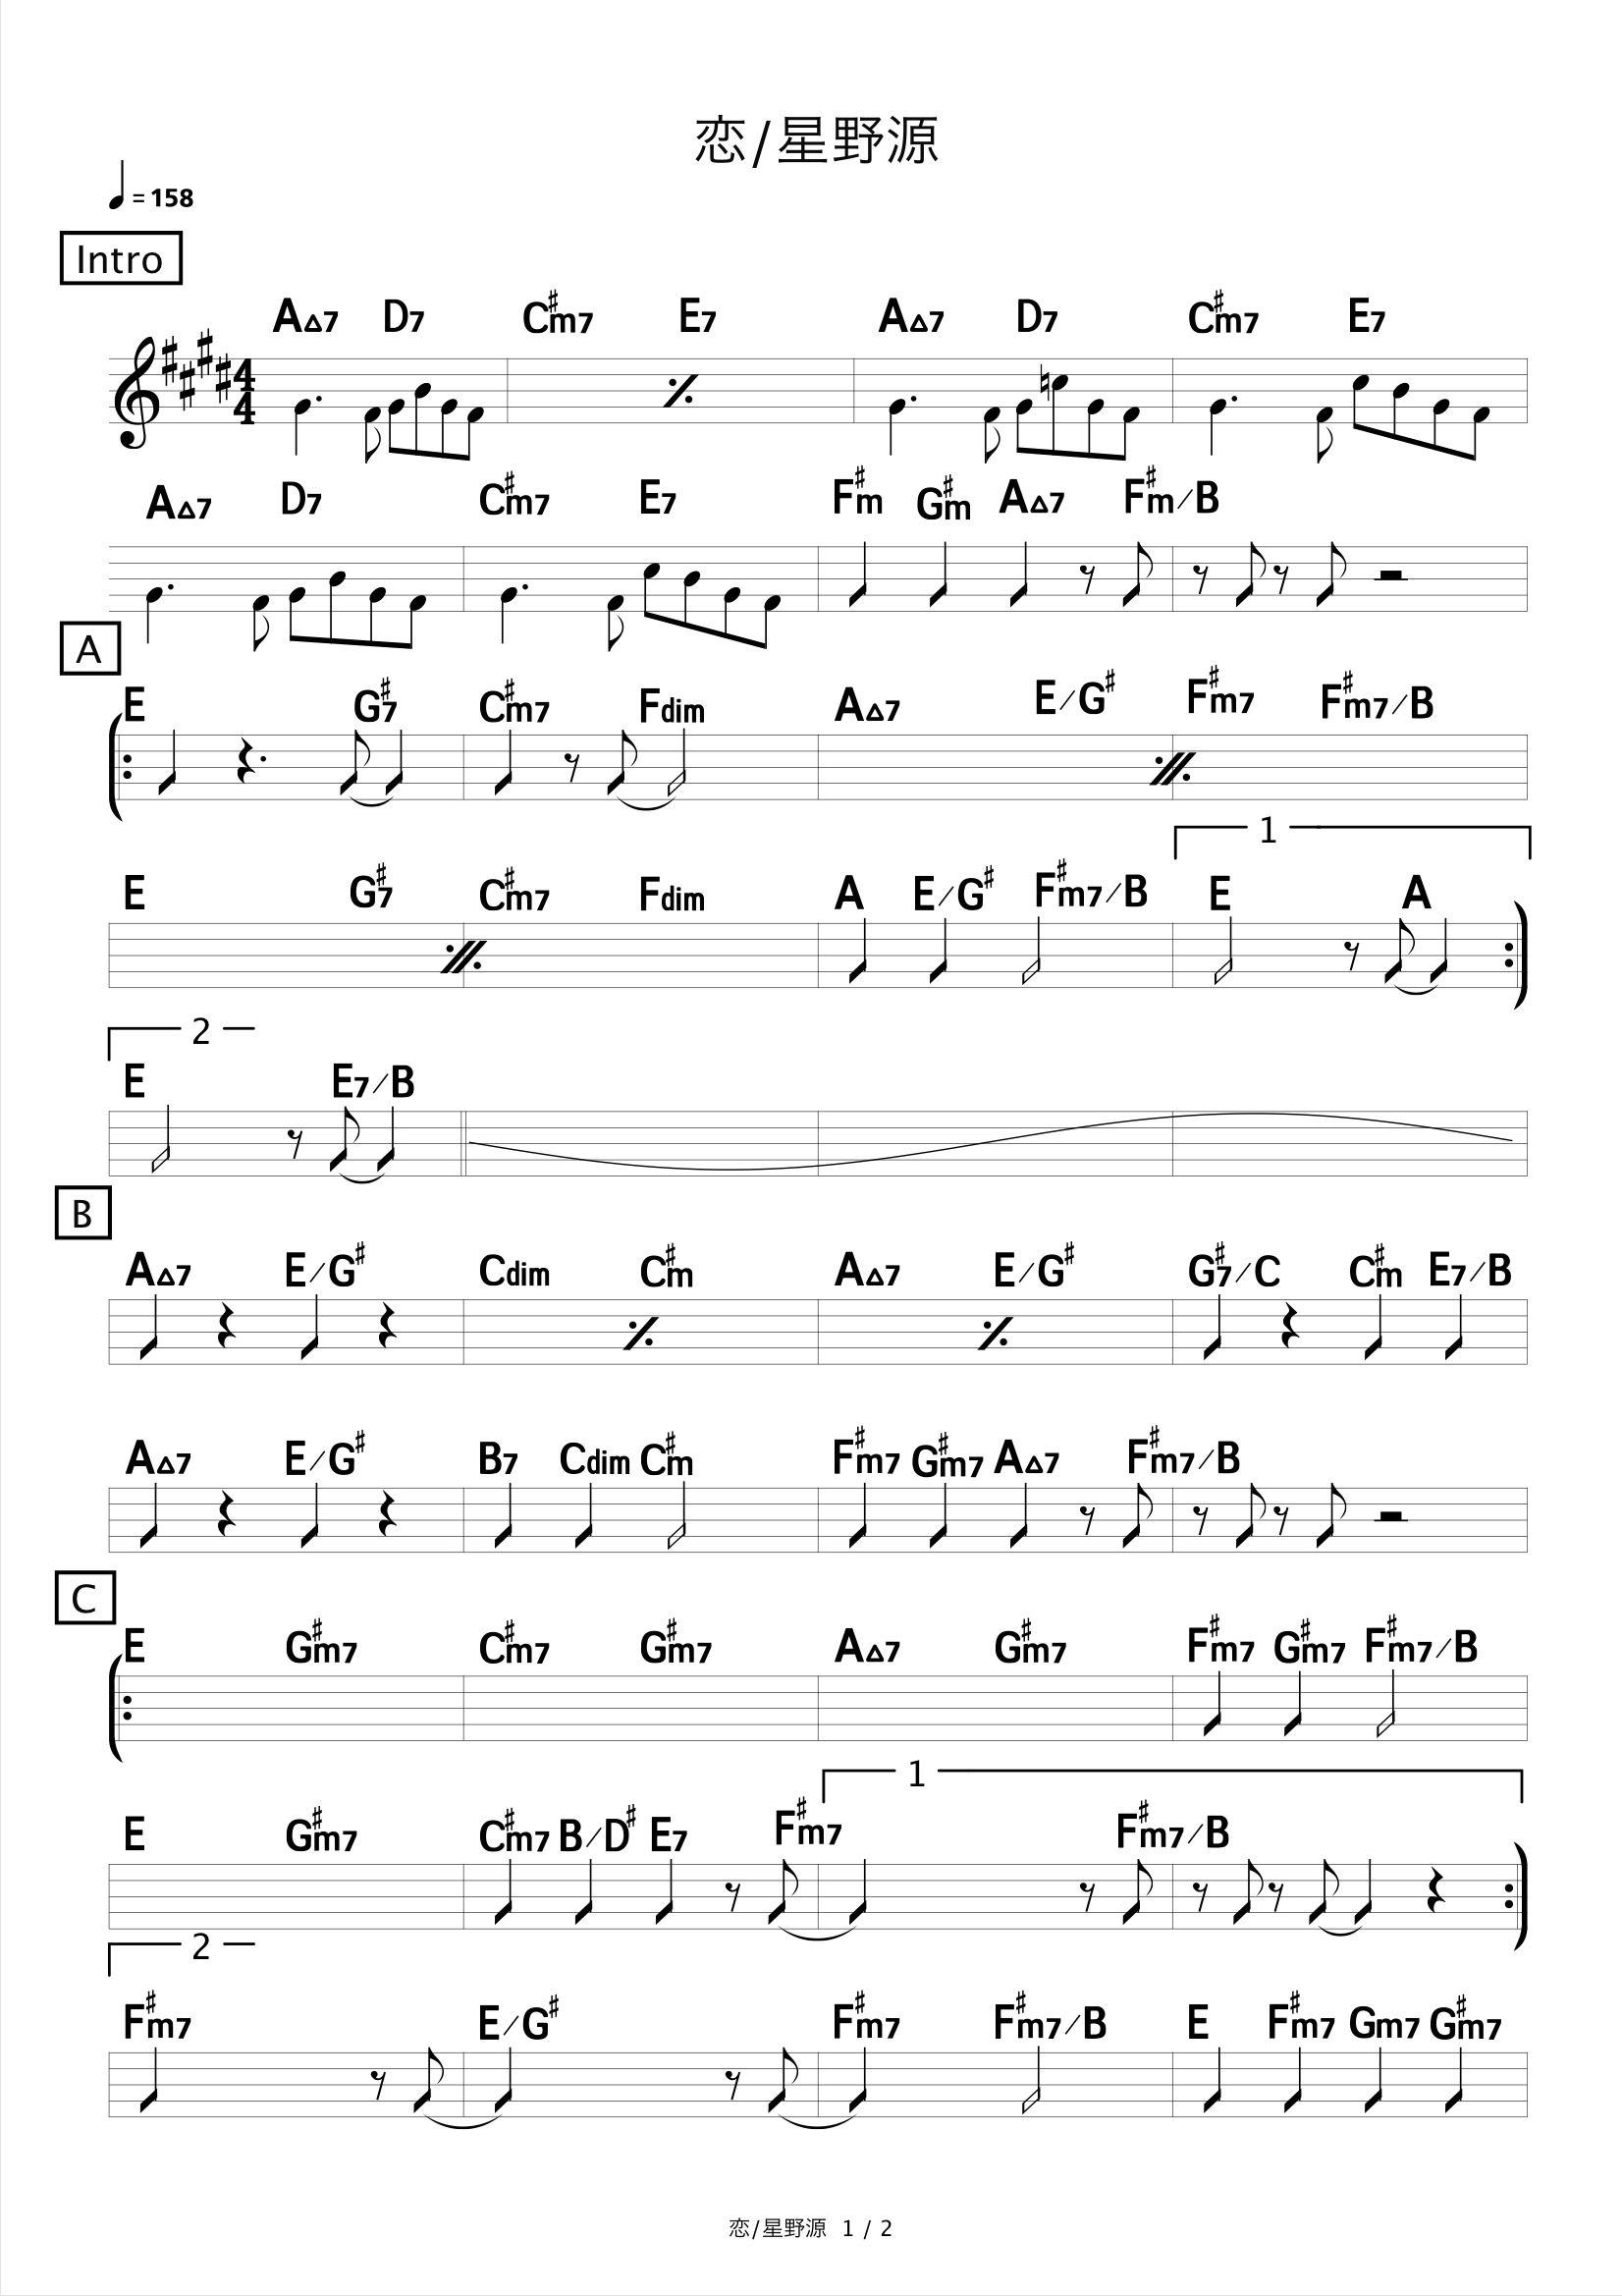 恋/星野源
♩= 158
Intro
A△7 D7 C#m7 E7 A△7 D7 C#m7 E7
4
4
A△7 D7 C#m7 E7 F#m G#m A△7 F#m/B
A
E G#7 C#m7 Fdim A△7 E/G# F#m7 F#m7/B
1
E G#7 C#m7 Fdim A E/G# F#m7/B E A
2
E E7/B
B
A△7 E/G# Cdim C#m A△7 E/G# G#7/C C#m E7/B
A△7 E/G# B7 Cdim C#m F#m7 G#m7 A△7 F#m7/B
C
E G#m7 C#m7 G#m7 A△7 G#m7 F#m7 G#m7 F#m7/B
1
E G#m7 C#m7 B/D# E7 F#m7 F#m7/B
2
F#m7 E/G# F#m7 F#m7/B E F#m7 Gm7 G#m7
恋/星野源 1 / 2